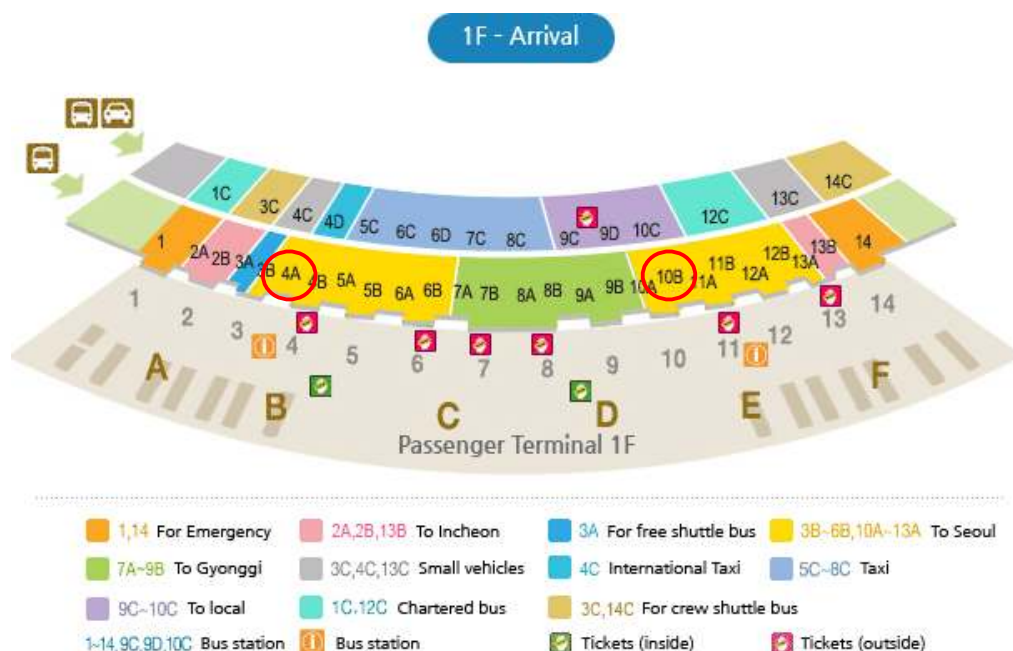 1F - Arrival
1C
3C
4C
4D
5C
6C
6D
7C
8C
9C
9D
10C
12C
13C
14C
1
2A
2B
3A
3B
4A
4B
5A
5B
6A
6B
7A
7B
8A
8B
9A
9B
10A
10B
11A
11B
12A
12B
13A
13B
14
1
2
3
4
5
6
7
8
9
10
11
12
13
14
A
B
C
D
E
F
Passenger Terminal 1F
1,14 For Emergency
2A,2B,13B To Incheon
3A For free shuttle bus
3B~6B,10A~13A To Seoul
7A~9B To Gyonggi
3C,4C,13C Small vehicles
4C International Taxi
5C~8C Taxi
9C~10C To local
1C.12C Chartered bus
3C,14C For crew shuttle bus
1~14,9C,9D,10C Bus station
Bus station
Tickets (inside)
Tickets (outside)